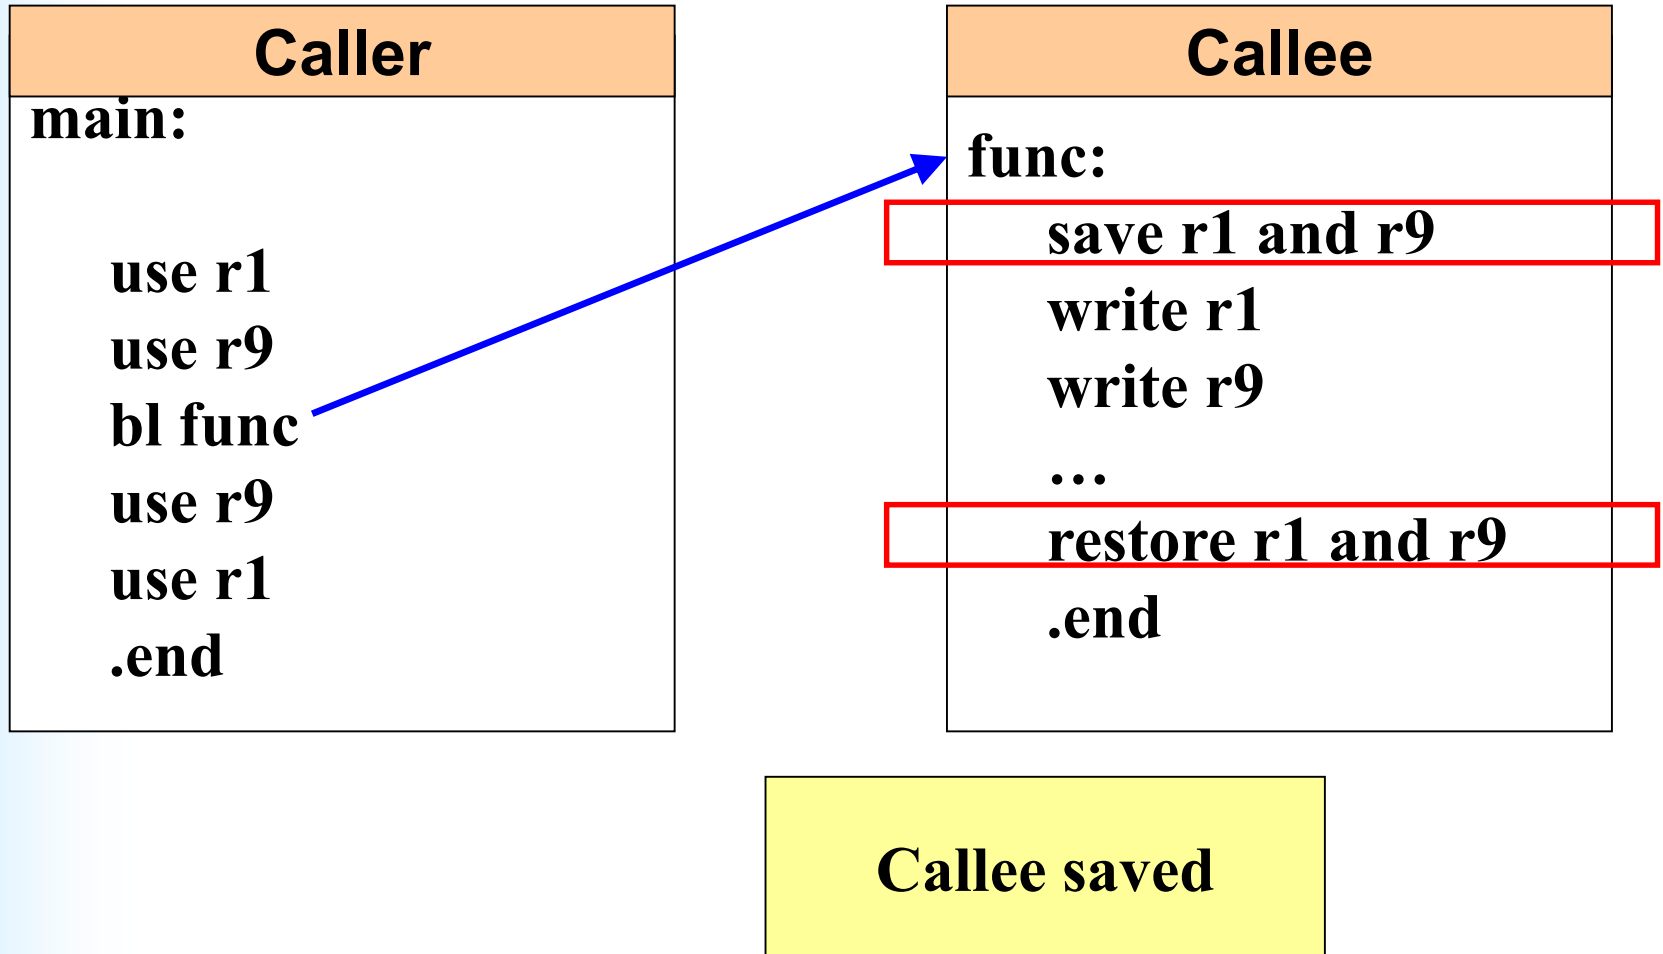 Caller
main:
use r1
use r9
bl func
use r9
use r1
.end
Callee
func:
save r1 and r9
write r1
write r9
…
restore r1 and r9
.end
Callee saved